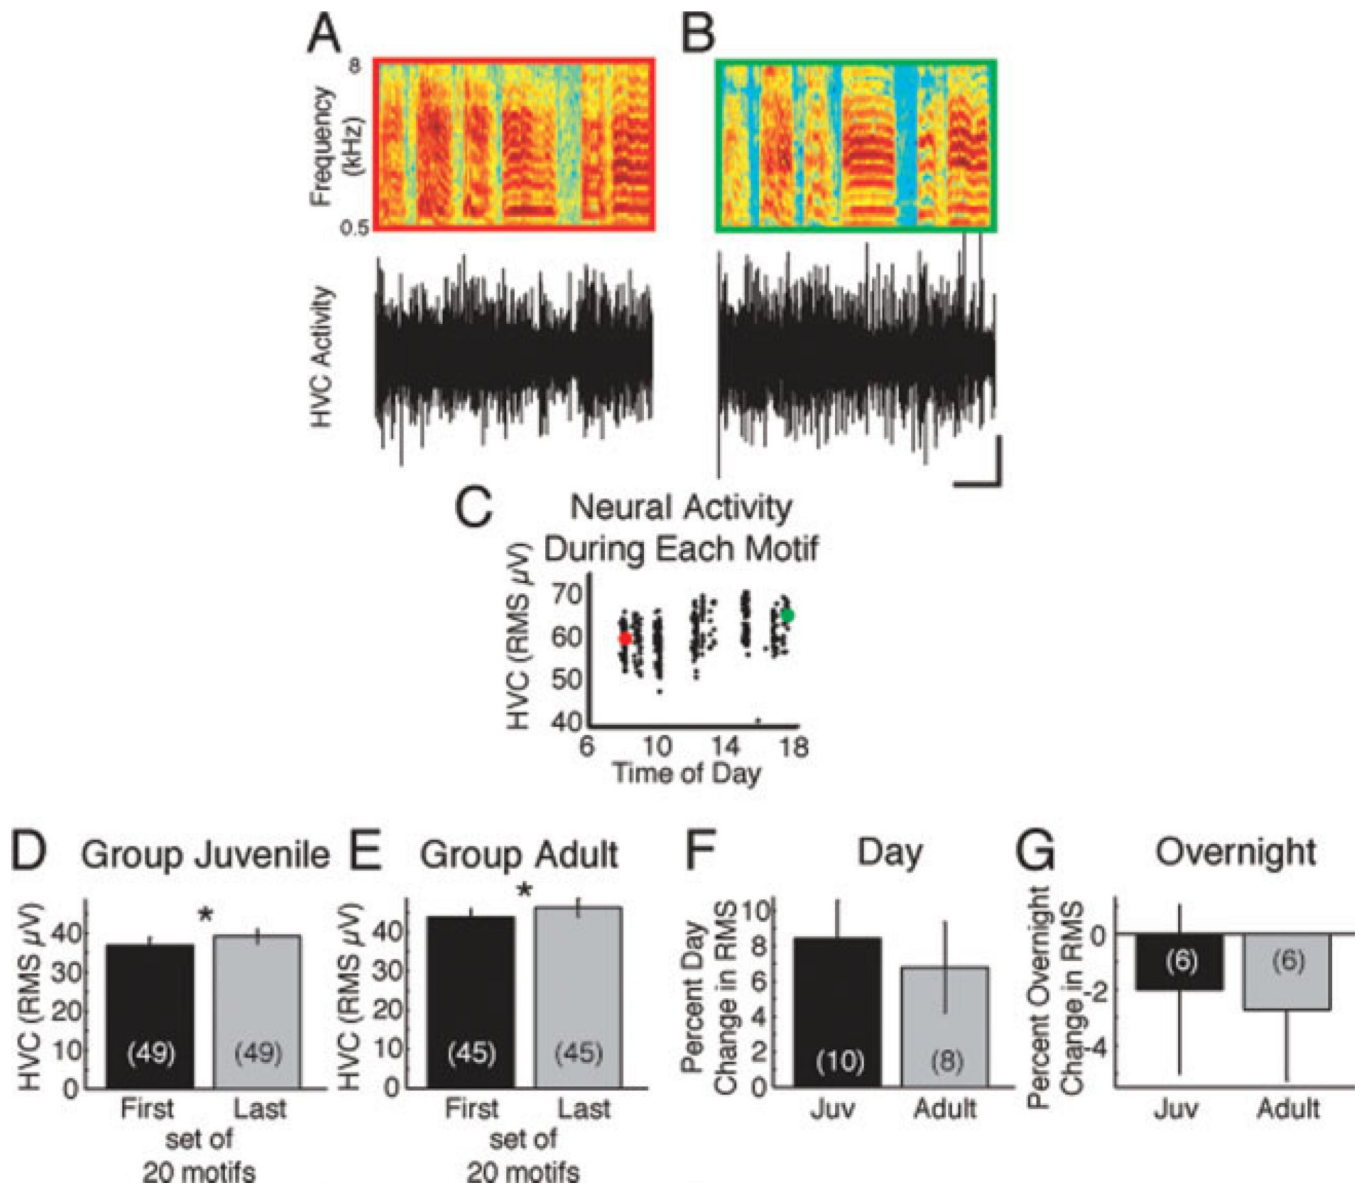 A
B
8
Frequency
(kHz)
0.5
HVC Activity
C
Neural Activity
During Each Motif
HVC (RMS µV)
70
60
50
40
6
10
14
18
Time of Day
D
Group Juvenile
HVC (RMS µV)
40
30
20
10
0
*
(49)
(49)
First
Last
set of
20 motifs
E
Group Adult
HVC (RMS µV)
40
30
20
10
0
*
(45)
(45)
First
Last
set of
20 motifs
F
Day
Percent Day
Change in RMS
10
8
6
4
2
0
(10)
(8)
Juv
Adult
G
Overnight
Percent Overnight
Change in RMS
0
-2
-4
(6)
(6)
Juv
Adult